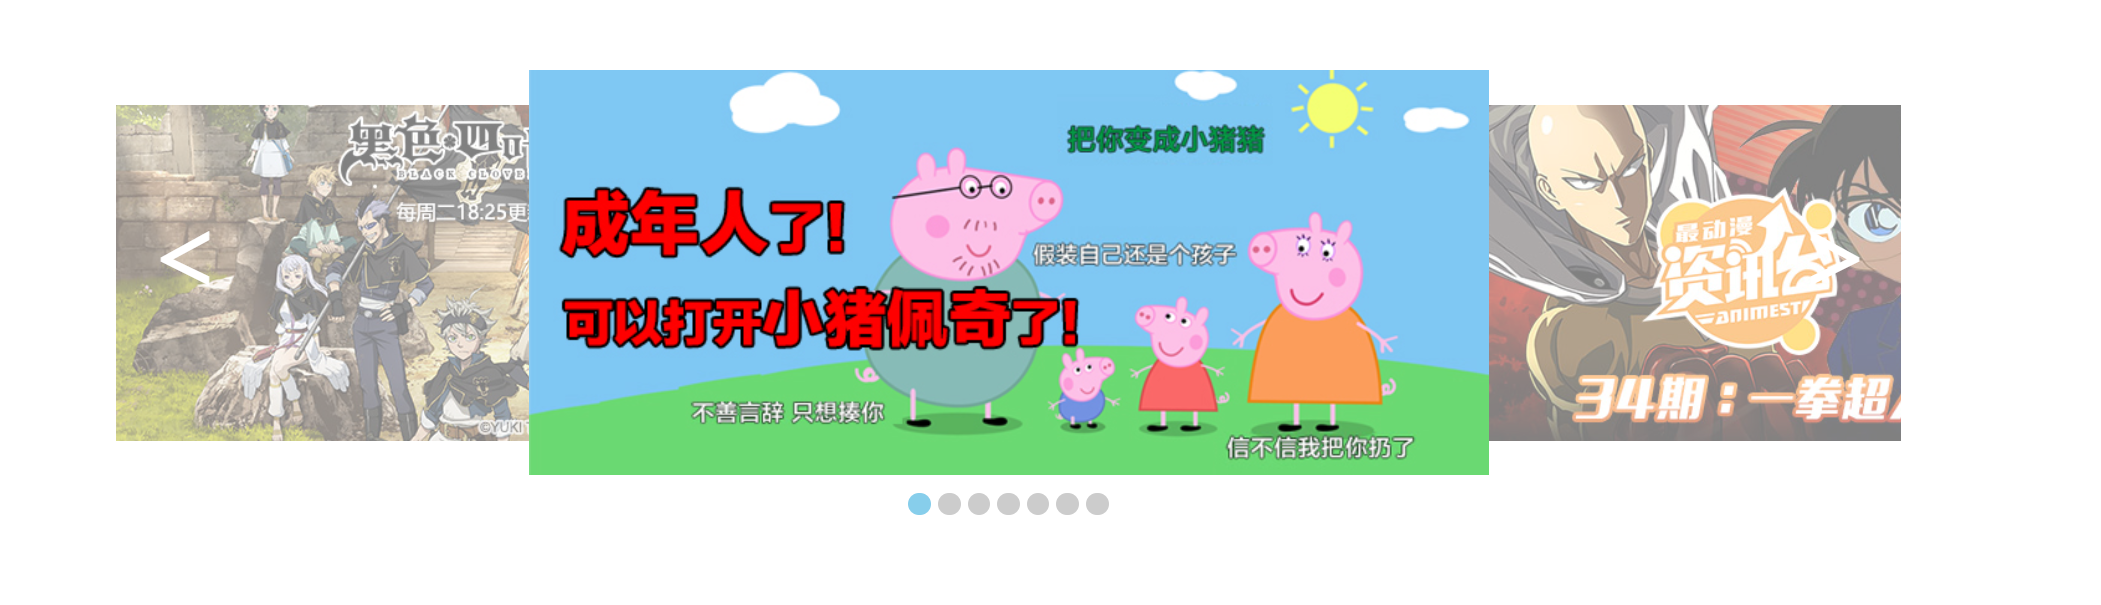 黑色·四
BLACK CLOVE
每周二18:25更
©YUKI T
把你变成小猪猪
成年人了!
假装自己还是个孩子
可以打开小猪佩奇了!
不善言辞 只想揍你
信不信我把你扔了
最动漫
资讯台
ANIMEST
34期：一拳超
<